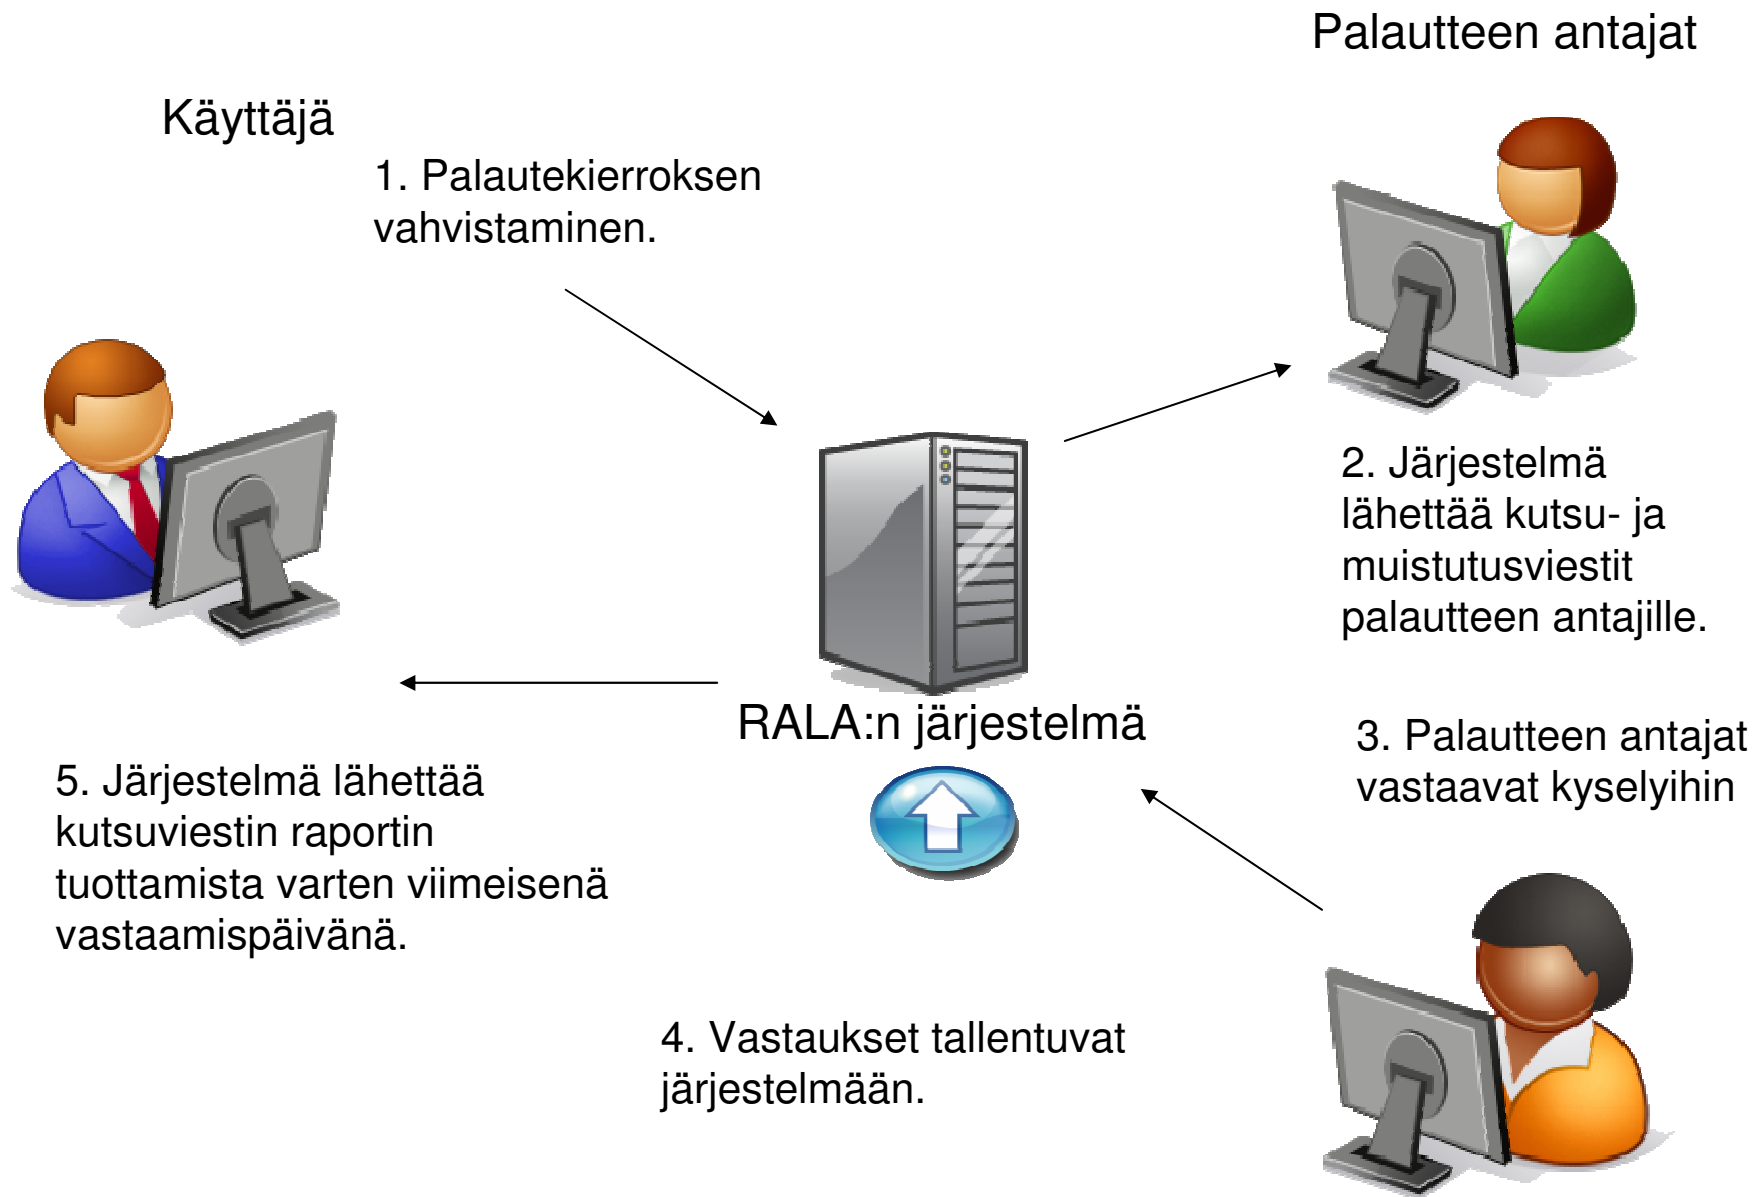 Palautteen antajat
Käyttäjä
1. Palautekierroksen
vahvistaminen.
2. Järjestelmä
lähettää kutsu- ja
muistutusviestit
palautteen antajille.
RALA:n järjestelmä
3. Palautteen antajat
vastaavat kyselyihin
5. Järjestelmä lähettää
kutsuviestin raportin
tuottamista varten viimeisenä
vastaamispäivänä.
4. Vastaukset tallentuvat
järjestelmään.